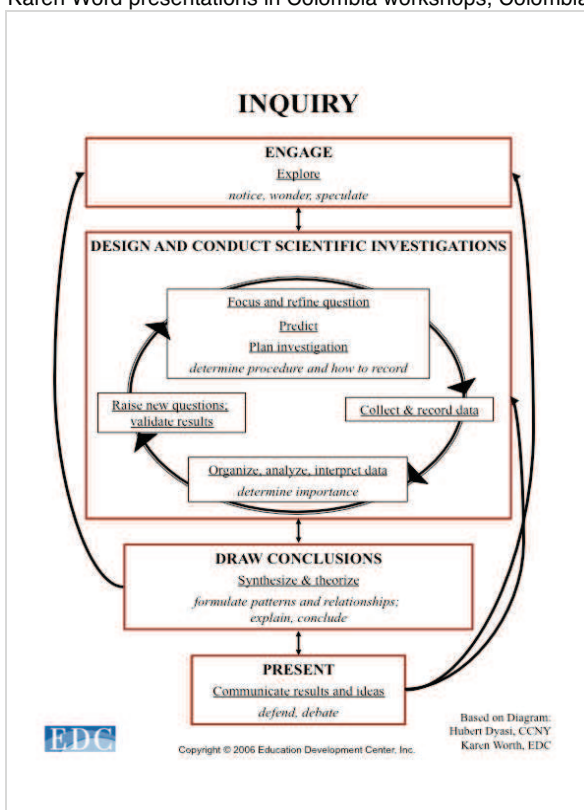 Karen Word presentations in Colombia workshops, Colombia
INQUIRY
ENGAGE
Explore
notice, wonder, speculate
DESIGN AND CONDUCT SCIENTIFIC INVESTIGATIONS
Focus and refine question
Predict
Plan investigation
determine procedure and how to record
Raise new questions;
validate results
Collect & record data
Organize, analyze, interpret data
determine importance
DRAW CONCLUSIONS
Synthesize & theorize
formulate patterns and relationships;
explain, conclude
PRESENT
Communicate results and ideas
defend, debate
EDC
Copyright © 2006 Education Development Center, Inc.
Based on Diagram:
Hubert Dyasi, CCNY
Karen Worth, EDC